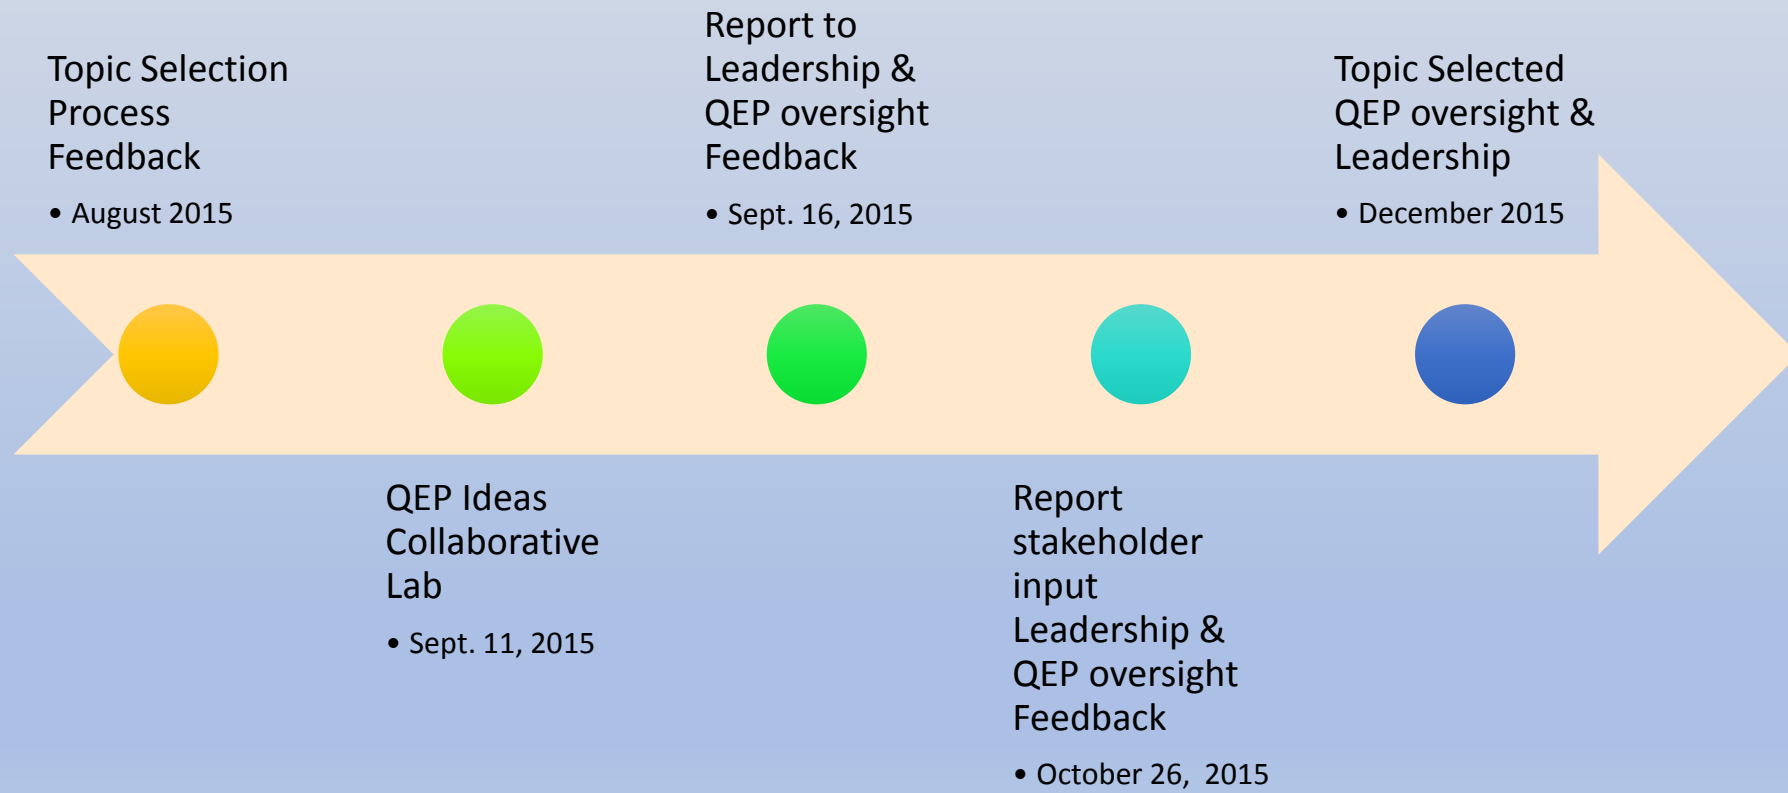 Topic Selection
Process
Feedback
• August 2015
QEP Ideas
Collaborative
Lab
• Sept. 11, 2015
Report to
Leadership &
QEP oversight
Feedback
• Sept. 16, 2015
Report
stakeholder
input
Leadership &
QEP oversight
Feedback
• October 26,  2015
Topic Selected
QEP oversight &
Leadership
• December 2015